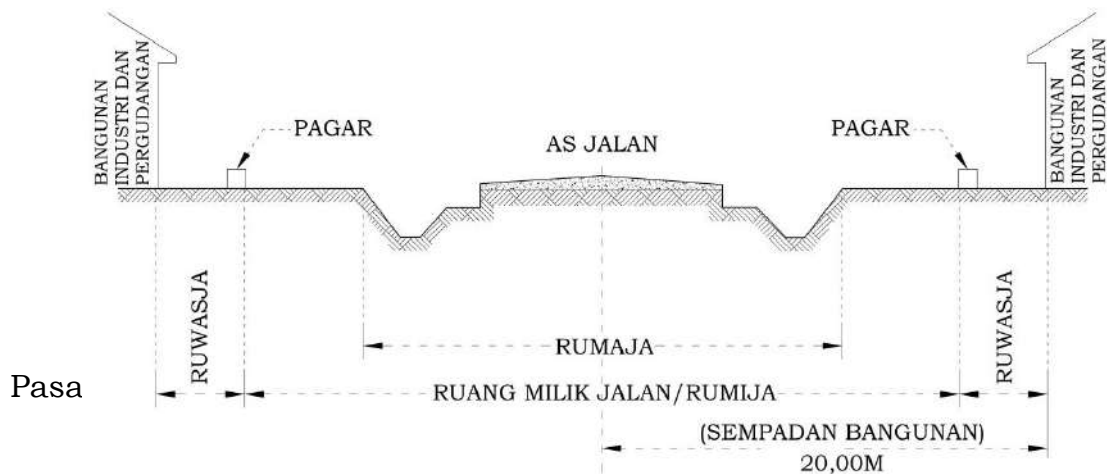 BANGUNAN
INDUSTRI DAN
PERGUDANGAN
PAGAR
AS JALAN
PAGAR
BANGUNAN
INDUSTRI DAN
PERGUDANGAN
RUWASJA
RUMAJA
RUWASJA
Pasa
RUANG MILIK JALAN/RUMIJA
(SEMPADAN BANGUNAN)
20,00M